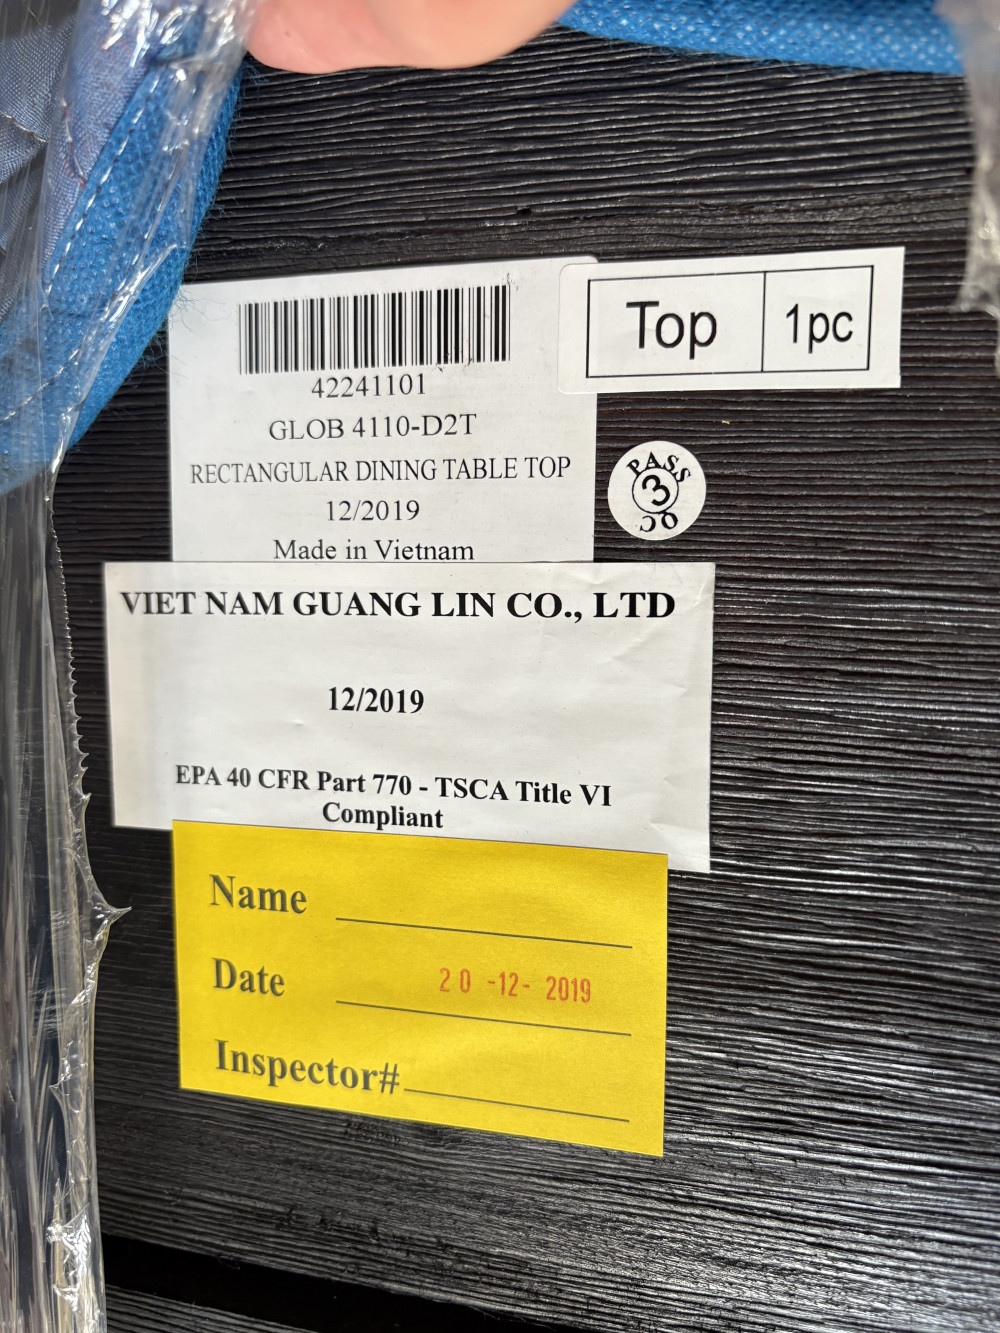 42241101
GLOB 4110-D2T
RECTANGULAR DINING TABLE TOP
12/2019
Made in Vietnam
Top 1pc
PASS
3
QC
VIET NAM GUANG LIN CO., LTD
12/2019
EPA 40 CFR Part 770 - TSCA Title VI
Compliant
Name
Date 20 -12- 2019
Inspector#